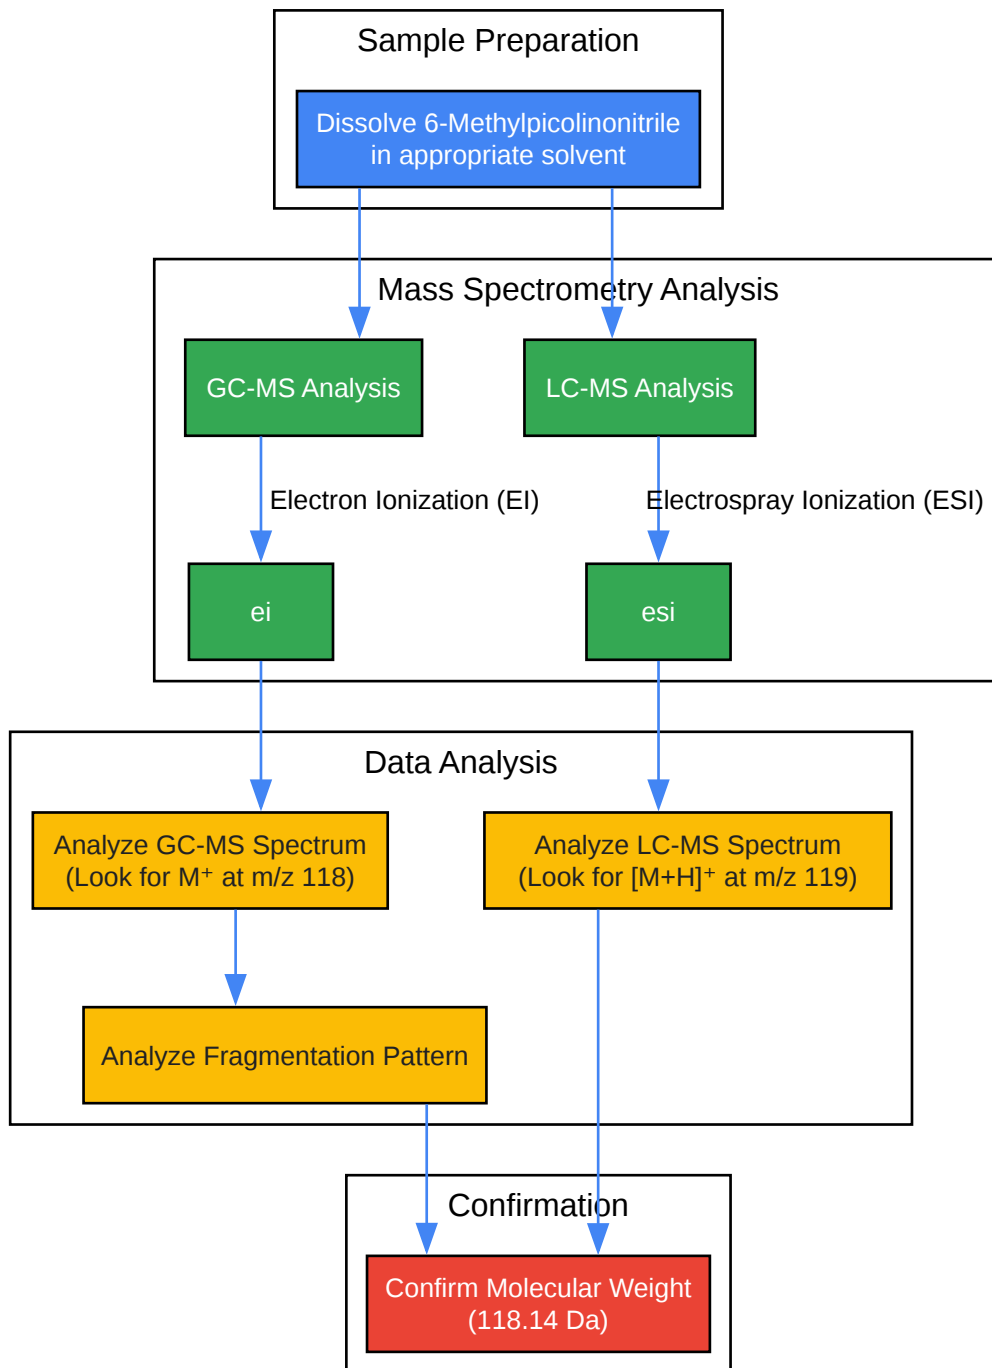 Sample Preparation
Dissolve 6-Methylpicolinonitrile
in appropriate solvent
Mass Spectrometry Analysis
GC-MS Analysis
LC-MS Analysis
Electron Ionization (EI)
Electrospray Ionization (ESI)
ei
esi
Data Analysis
Analyze GC-MS Spectrum
(Look for M⁺ at m/z 118)
Analyze LC-MS Spectrum
(Look for [M+H]⁺ at m/z 119)
Analyze Fragmentation Pattern
Confirmation
Confirm Molecular Weight
(118.14 Da)